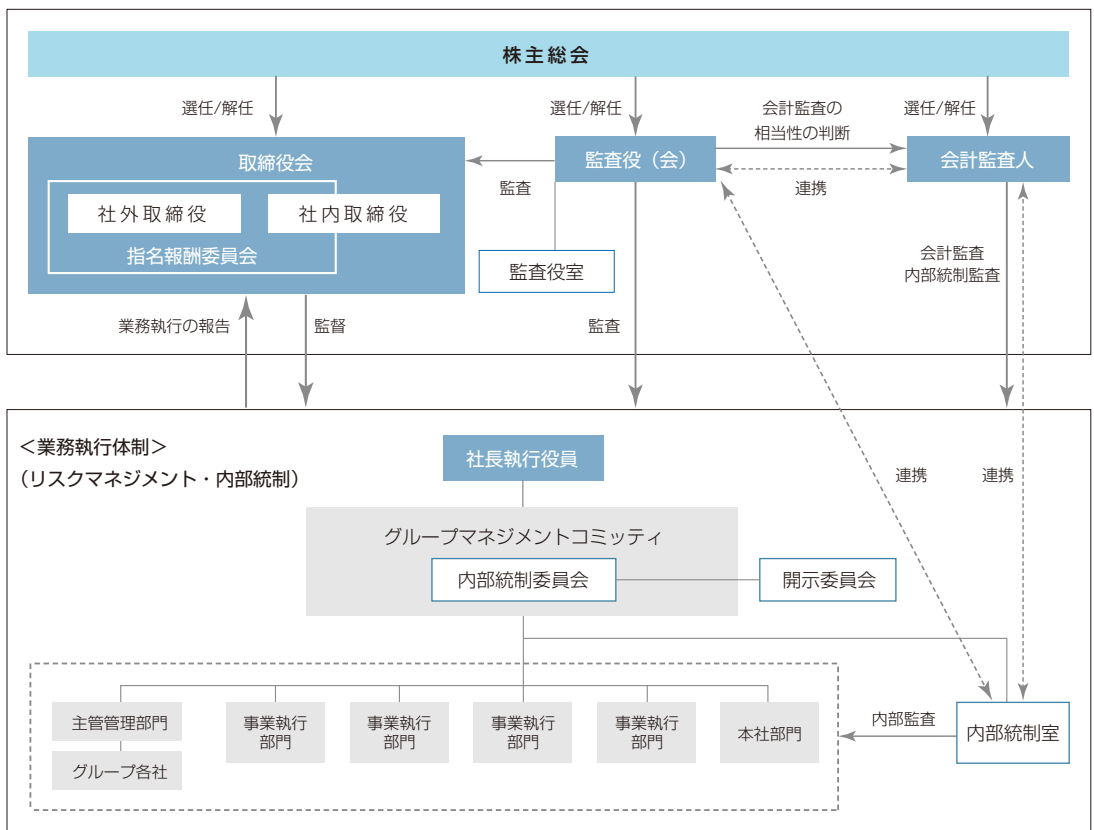 株主総会
選任/解任
選任/解任
会計監査の
相当性の判断
選任/解任
取締役会
監査役（会）
会計監査人
監査
連携
社外取締役
社内取締役
指名報酬委員会
監査役室
会計監査
内部統制監査
業務執行の報告
監督
監査
＜業務執行体制＞
（リスクマネジメント・内部統制）
社長執行役員
連携
連携
グループマネジメントコミッティ
内部統制委員会
開示委員会
主管管理部門
事業執行
部門
事業執行
部門
事業執行
部門
事業執行
部門
本社部門
内部監査
内部統制室
グループ各社